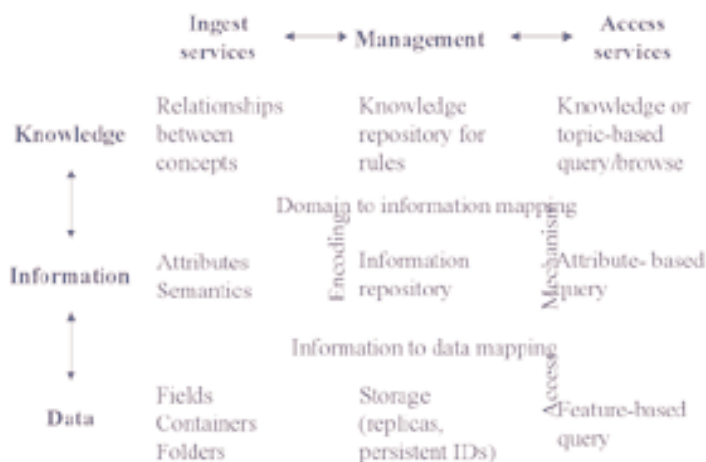 Ingest services
Management
Access services
Knowledge
Relationships between concepts
Knowledge repository for rules
Knowledge or topic-based query/browse
Domain to information mapping
Information
Attributes Semantics
Encoding
Information repository
Mechanism
Attribute- based query
Information to data mapping
Access
Data
Fields Containers Folders
Storage (replicas, persistent IDs)
Feature-based query